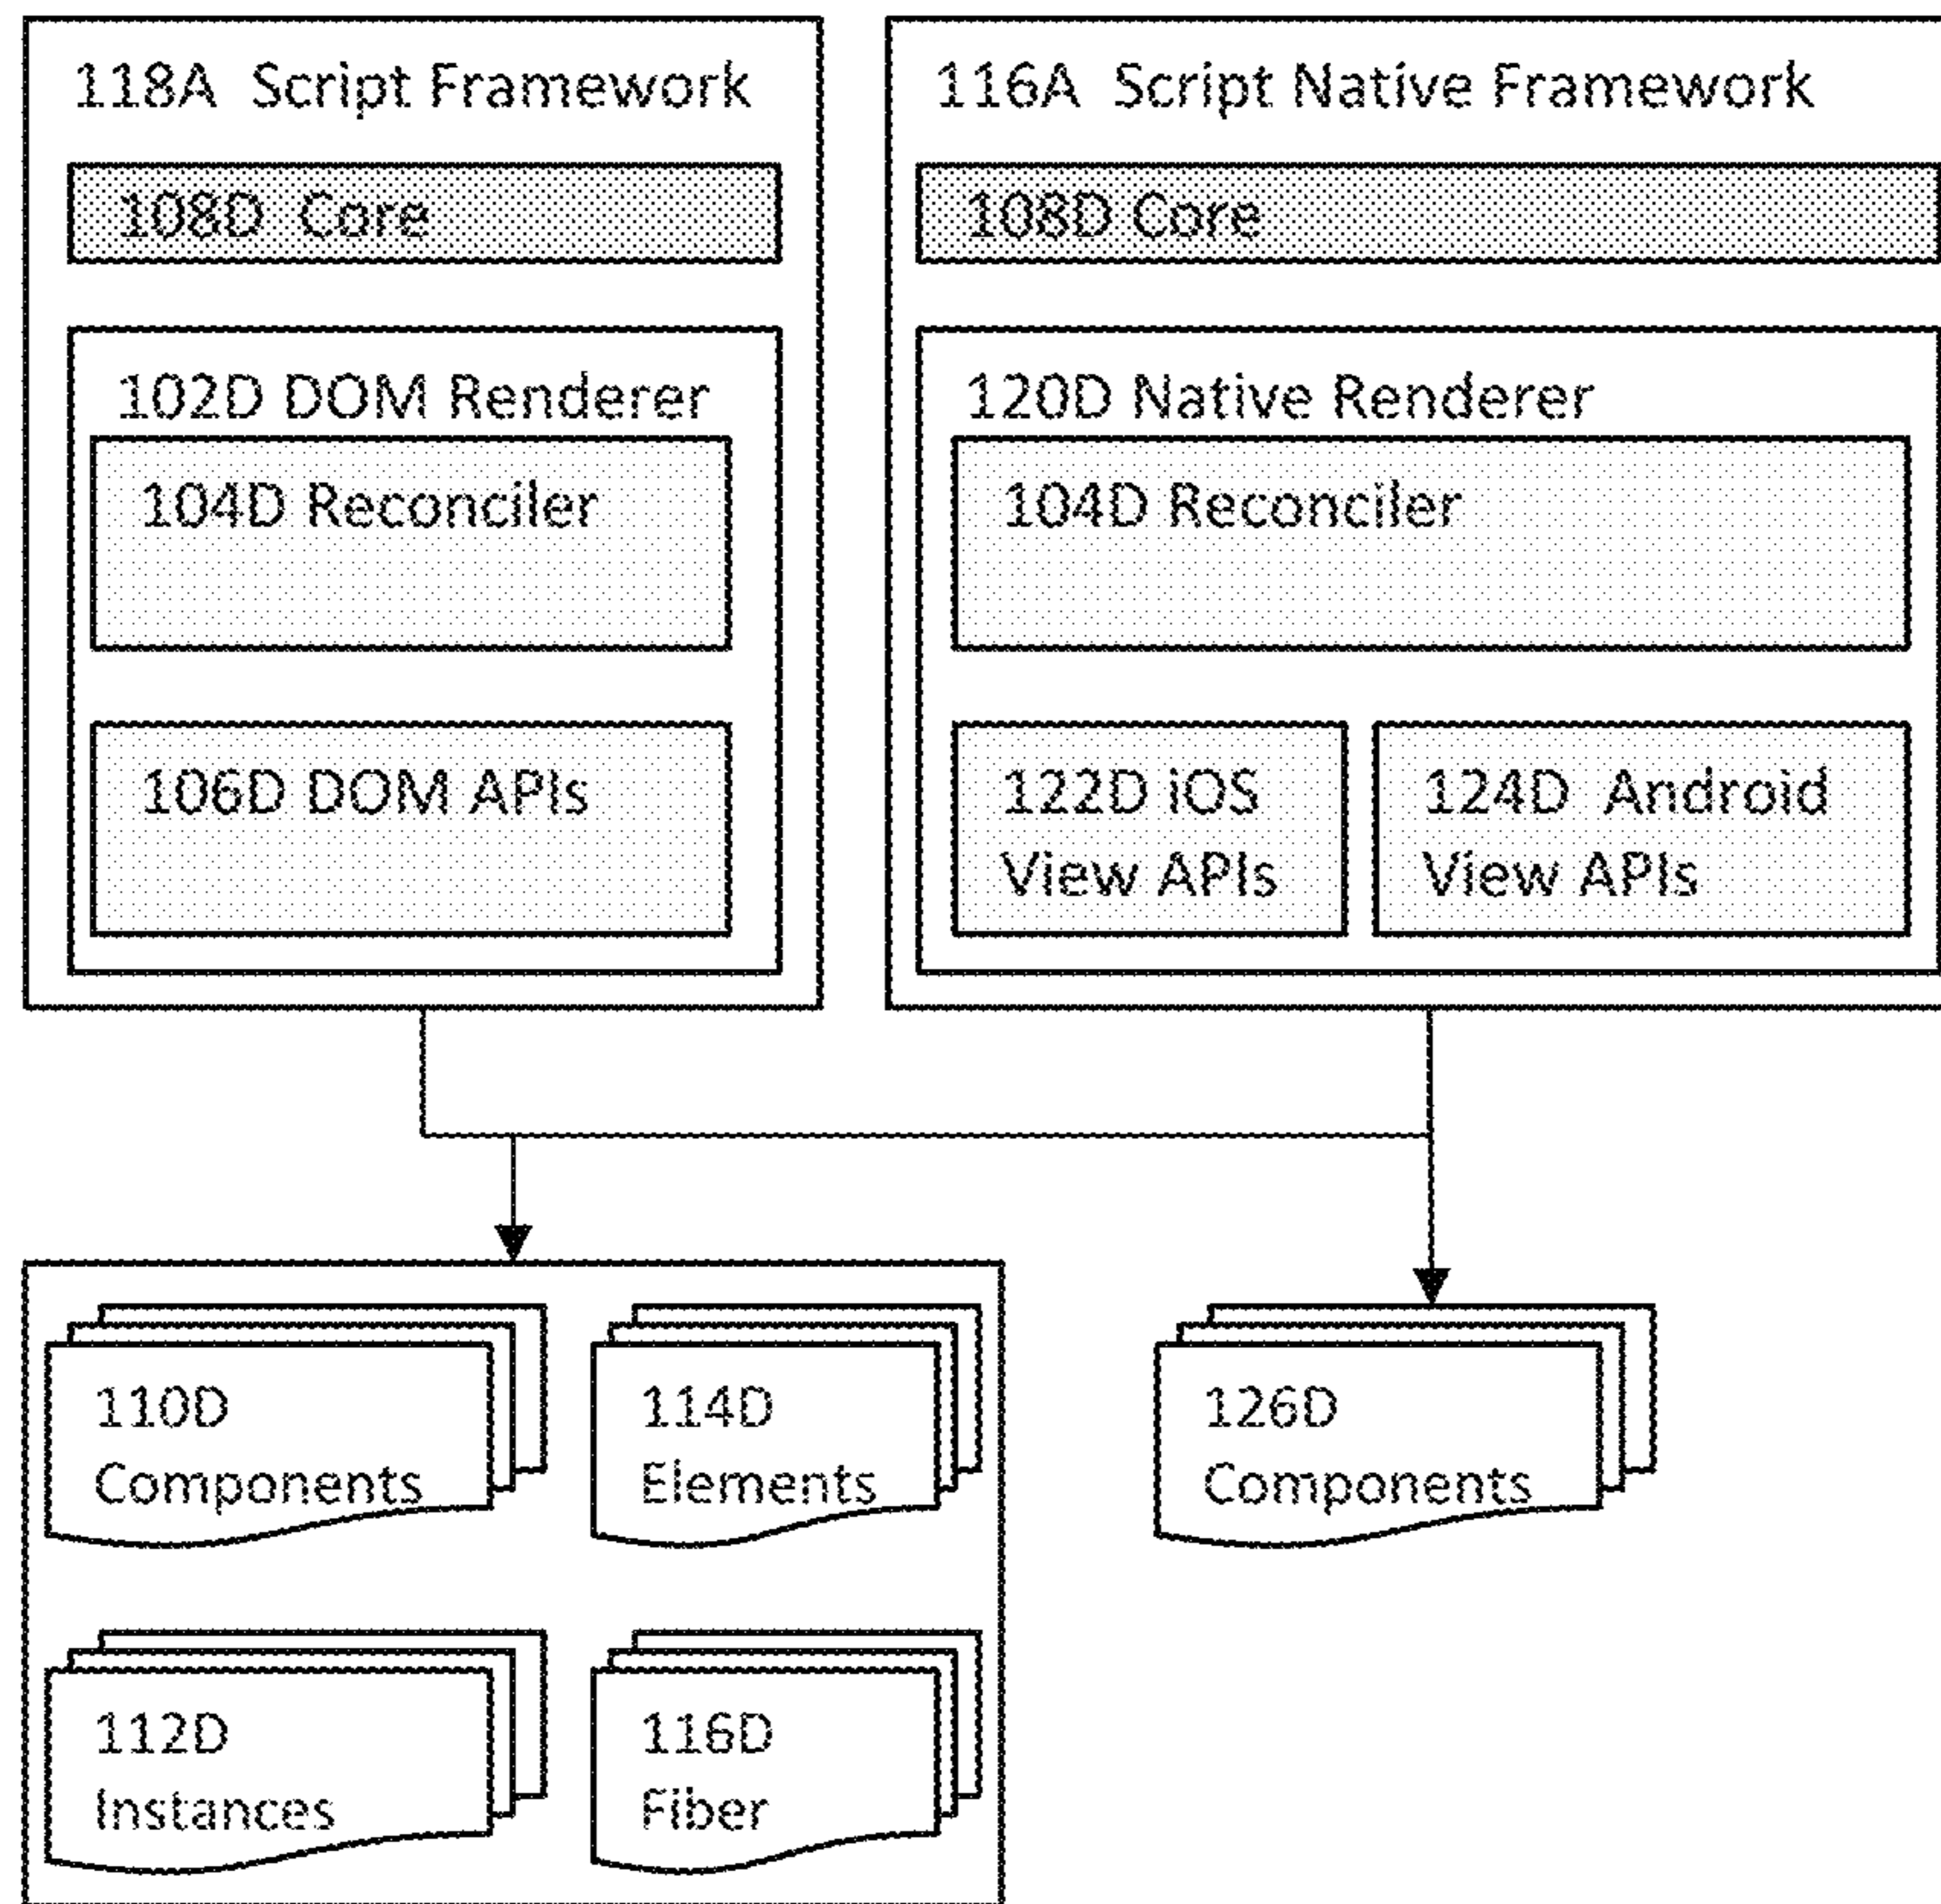 118A Script Framework
108D Core
102D DOM Renderer
104D Reconciler
106D DOM APIs
116A Script Native Framework
108D Core
120D Native Renderer
104D Reconciler
122D iOS
View APIs
124D Android
View APIs
110D
Components
114D
Elements
126D
Components
112D
Instances
116D
Fiber